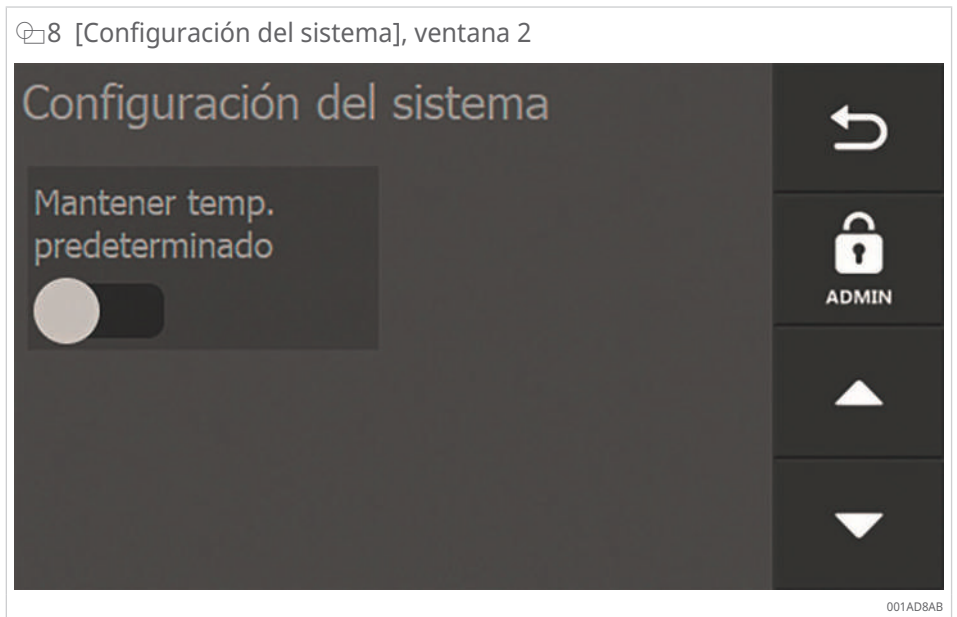 8 [Configuración del sistema], ventana 2
Configuración del sistema
Mantener temp.
predeterminado
ADMIN
001AD8AB